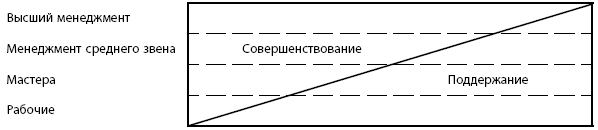 Высший менеджмент
Менеджмент среднего звена
Совершенствование
Мастера
Поддержание
Рабочие